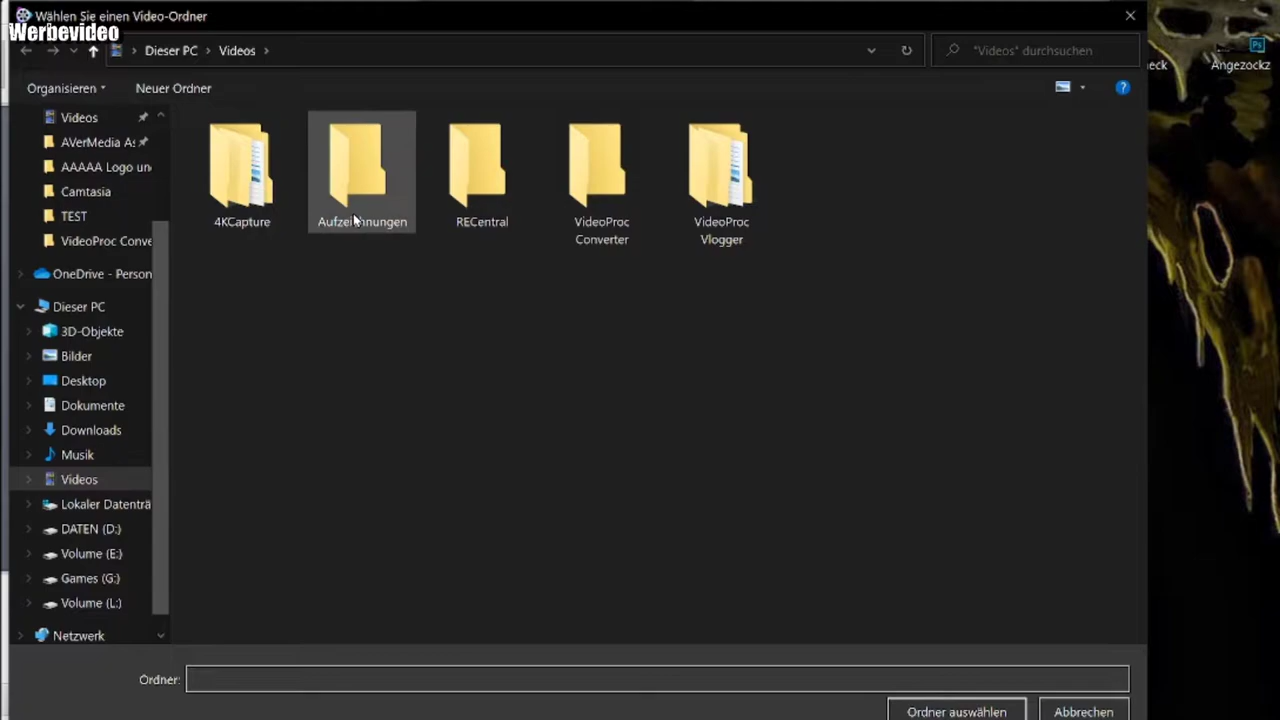 Wählen Sie einen Video-Ordner
Werbevideo
Dieser PC > Videos >
"Videos" durchsuchen
Organisieren
Neuer Ordner
?
eck
Ps
Angezockz
Videos
AVerMedia As
AAAAA Logo un
Camtasia
TEST
VideoProc Conve
OneDrive - Person
Dieser PC
3D-Objekte
Bilder
Desktop
Dokumente
Downloads
Musik
Videos
Lokaler Datenträ
DATEN (D:)
Volume (E:)
Games (G:)
Volume (L:)
Netzwerk
4KCapture
Aufzeichnungen
RECentral
VideoProc
Converter
VideoProc
Vlogger
Ordner:
Ordner auswählen
Abbrechen